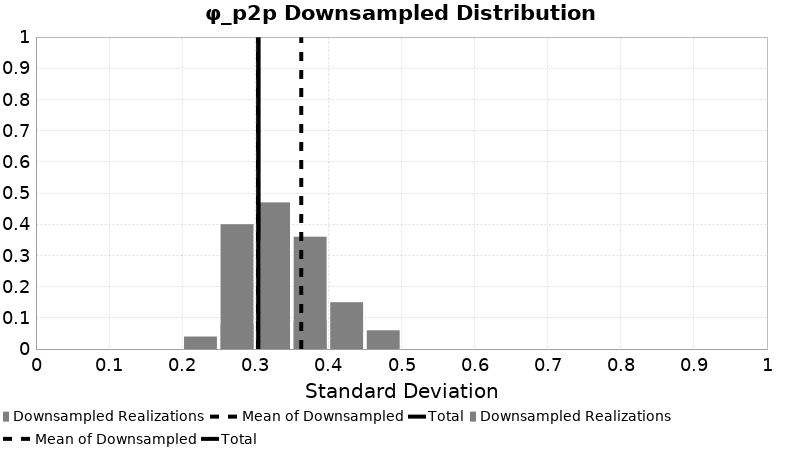 φ_p2p Downsampled Distribution
1
0.9
0.8
0.7
0.6
0.5
0.4
0.3
0.2
0.1
0
0 0.1 0.2 0.3 0.4 0.5 0.6 0.7 0.8 0.9 1
Standard Deviation
Downsampled Realizations Mean of Downsampled Total Downsampled Realizations
Mean of Downsampled Total